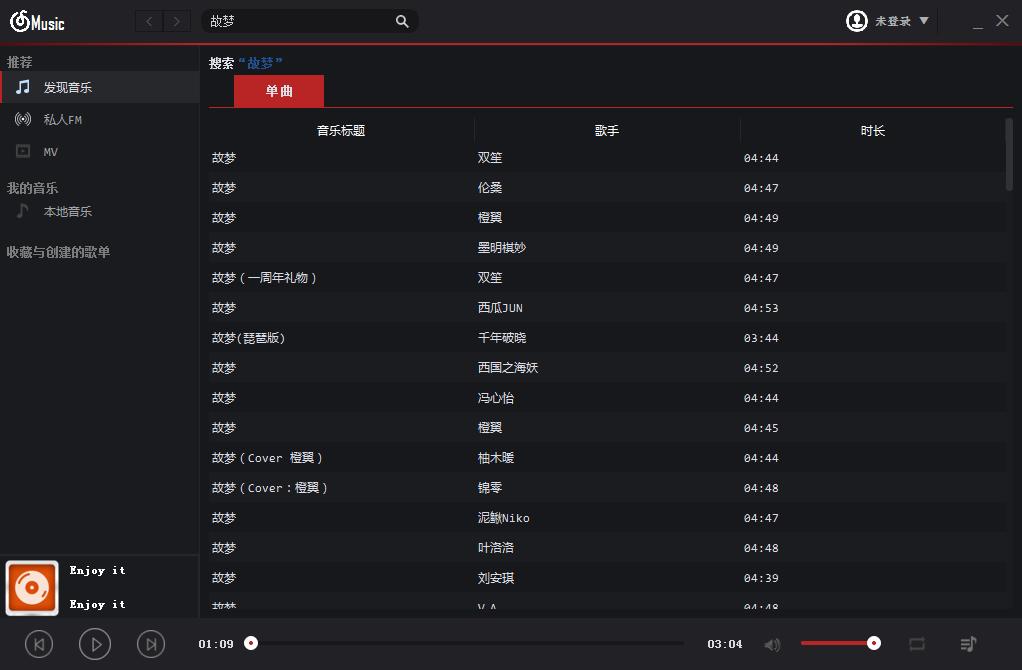 Music
故梦
未登录
推荐
发现音乐
私人FM
MV
我的音乐
本地音乐
收藏与创建的歌单
搜索“故梦”
单曲
音乐标题 歌手 时长
故梦 双笙 04:44
故梦 伦桑 04:47
故梦 橙翼 04:49
故梦 墨明棋妙 04:49
故梦（一周年礼物） 双笙 04:47
故梦 西瓜JUN 04:53
故梦(琵琶版) 千年破晓 03:44
故梦 西国之海妖 04:52
故梦 冯心怡 04:44
故梦 橙翼 04:45
故梦（Cover 橙翼） 柚木暖 04:44
故梦（Cover：橙翼） 锦零 04:48
故梦 泥鳅Niko 04:47
故梦 叶洛洛 04:48
故梦 刘安琪 04:39
故梦 V.A. 04:48
Enjoy it
Enjoy it
01:09 03:04